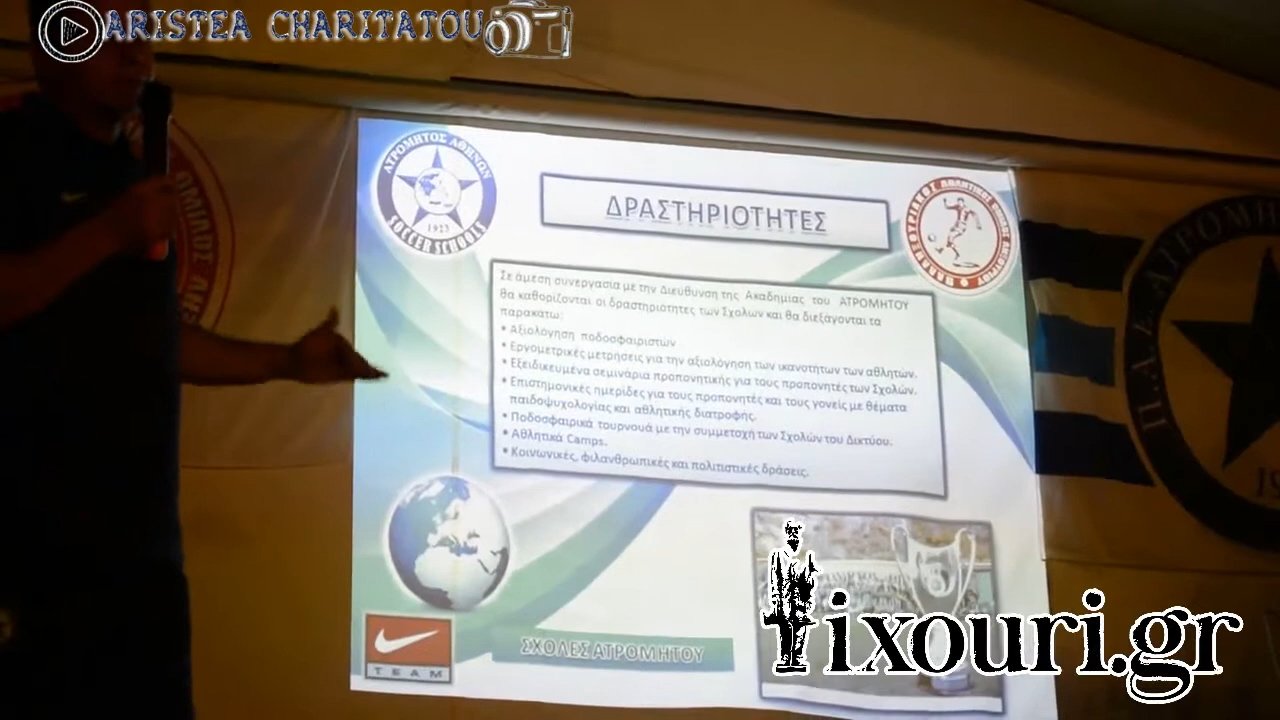 ARISTEA CHARITATOU
ΑΤΡΟΜΗΤΟΣ ΑΘΗΝΩΝ
1923
SOCCER SCHOOLS
ΔΡΑΣΤΗΡΙΟΤΗΤΕΣ
Σε άμεση συνεργασία με την Διεύθυνση της Ακαδημιας του ΑΤΡΟΜΗΤΟΥ
θα καθορίζονται οι δραστηριότητες των Σχολων και θα διεξάγονται τα
παρακάτω:
• Αξιολόγηση ποδοσφαιριστων
• Εργομετρικές μετρήσεις για την αξιολόγηση των ικανοτήτων των αθλητών.
• Εξειδικευμένα σεμινάρια προπονητικής για τους προπονητές των Σχολών.
• Επιστημονικές ημερίδες για τους προπονητές και τους γονείς με θέματα
παιδοψυχολογίας και αθλητικής διατροφής.
• Ποδοσφαιρικά τουρνουά με την συμμετοχή των Σχολών του Δικτύου.
• Αθλητικά Camps.
• Κοινωνικές, φιλανθρωπικές και πολιτιστικές δράσεις.
TEAM
ΣΧΟΛΕΣ ΑΤΡΟΜΗΤΟΥ
ixouri.gr